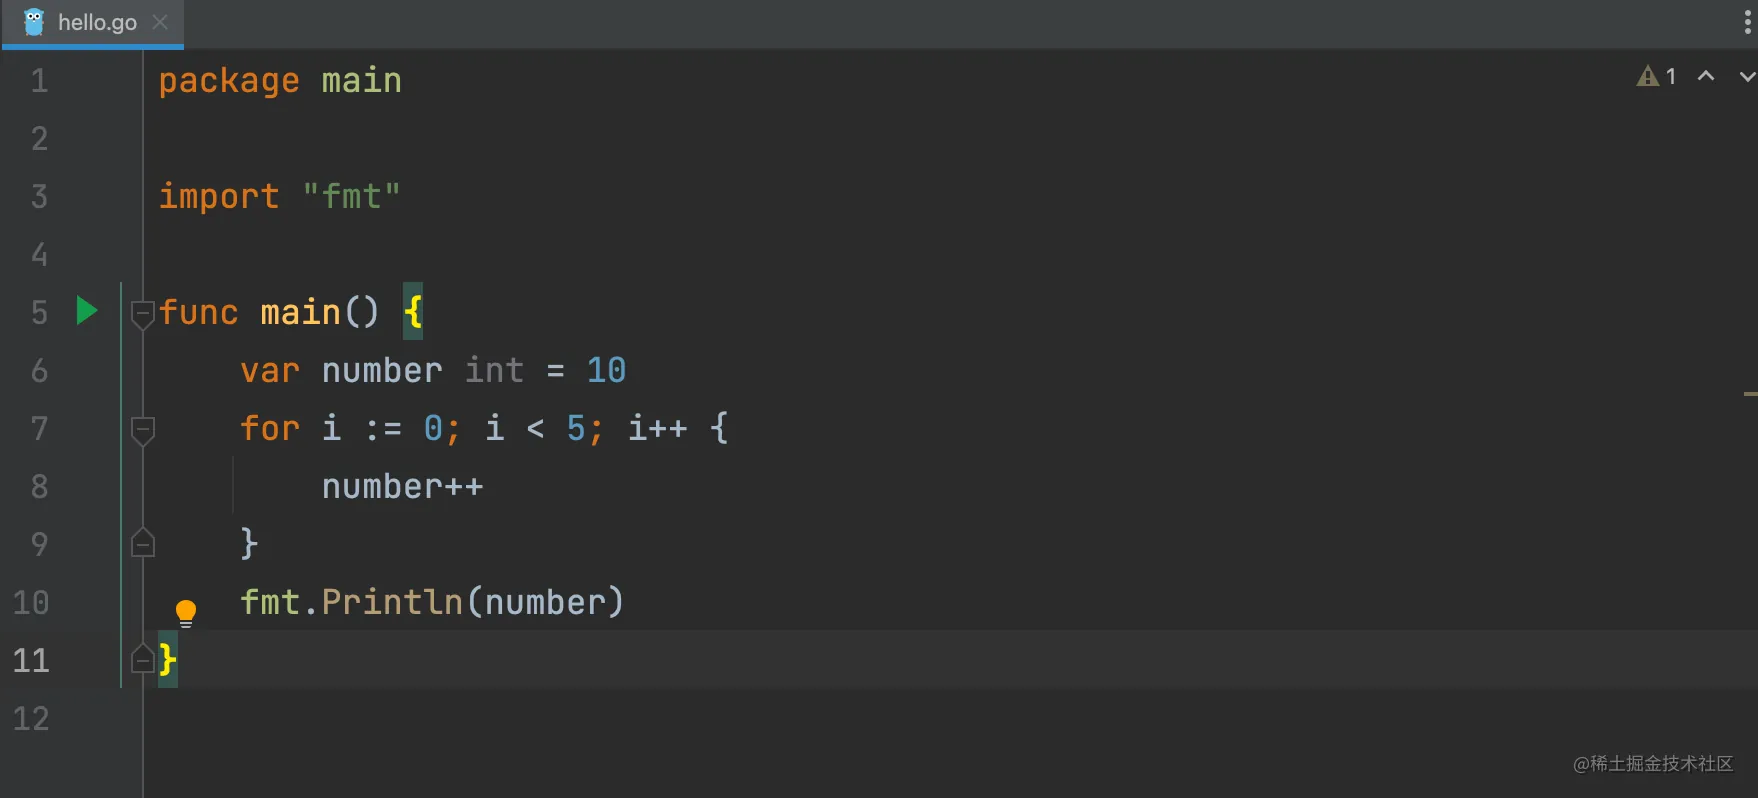 hello.go
1 package main
1
2
3 import "fmt"
4
5 func main() {
6     var number int = 10
7     for i := 0; i < 5; i++ {
8         number++
9     }
10     fmt.Println(number)
11 }
12
@稀土掘金技术社区